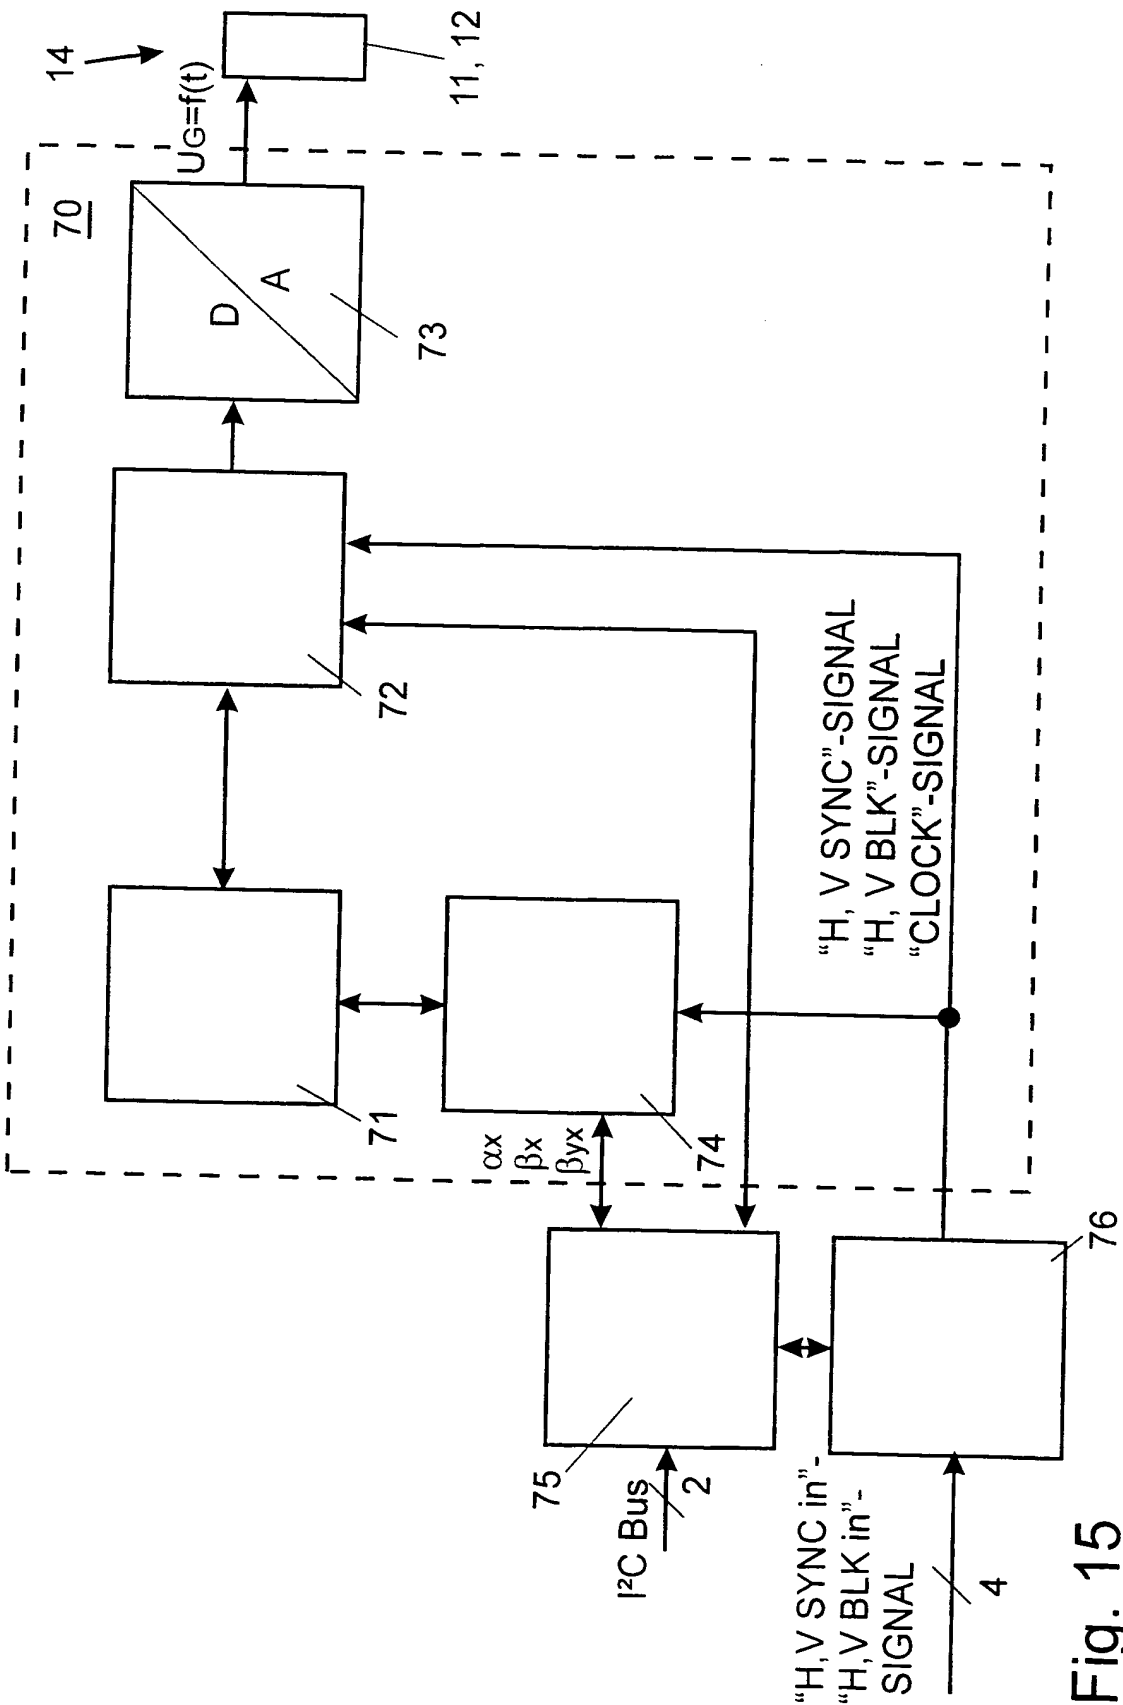 14
UG=f(t)
11, 12
70
D
A
73
72
71
αx
βx
βyx
74
"H, V SYNC"-SIGNAL
"H, V BLK"-SIGNAL
"CLOCK"-SIGNAL
75
I²C Bus
2
76
"H,V SYNC in"-
"H,V BLK in"-
SIGNAL
4
Fig. 15